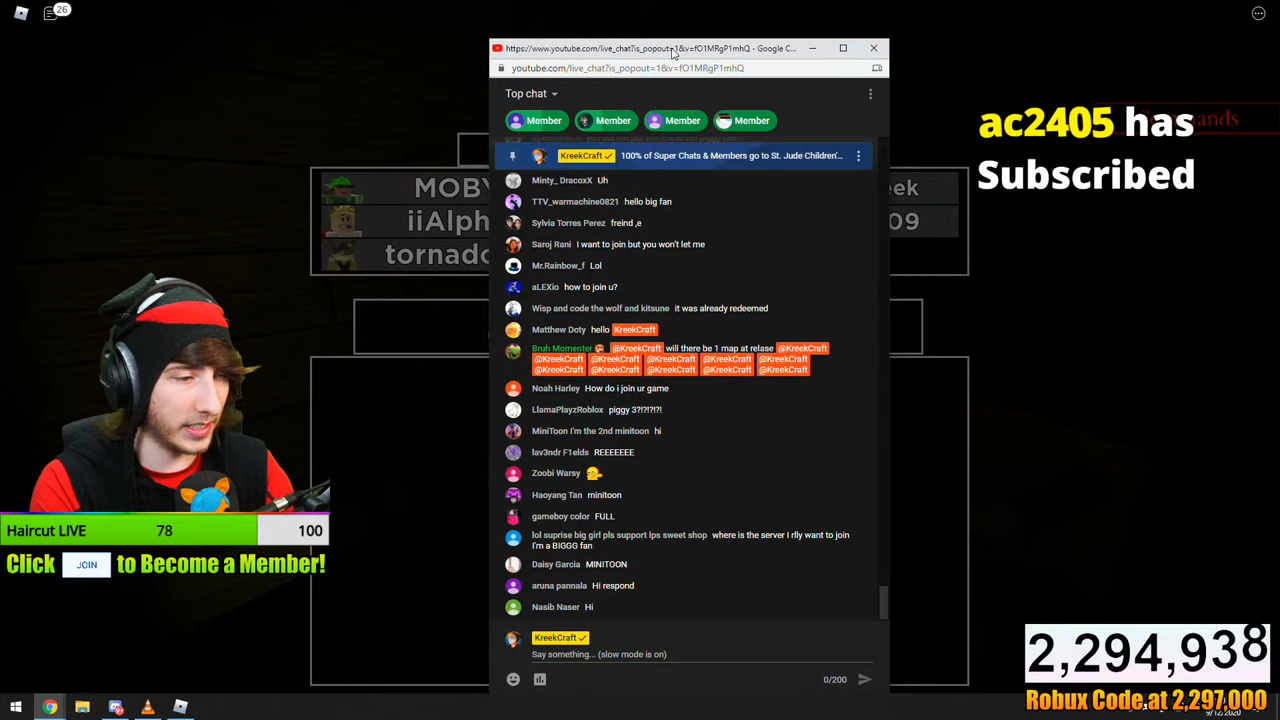 26
https://www.youtube.com/live_chat?is_popout=1&v=fO1MRgP1mhQ - Google C...
youtube.com/live_chat?is_popout=1&v=fO1MRgP1mhQ
Top chat
Member Member Member Member
KreekCraft 100% of Super Chats & Members go to St. Jude Children'...
Minty_ DracoxX Uh
TTV_warmachine0821 hello big fan
Sylvia Torres Perez freind ,e
Saroj Rani I want to join but you won't let me
Mr.Rainbow_f Lol
aLEXio how to join u?
Wisp and code the wolf and kitsune it was already redeemed
Matthew Doty hello KreekCraft
Bruh Momenter @KreekCraft will there be 1 map at relase @KreekCraft
@KreekCraft @KreekCraft @KreekCraft @KreekCraft @KreekCraft
@KreekCraft @KreekCraft @KreekCraft @KreekCraft @KreekCraft
Noah Harley How do i join ur game
LlamaPlayzRoblox piggy 3?!?!?!?!
MiniToon I'm the 2nd minitoon hi
lav3ndr F1elds REEEEEEE
Zoobi Warsy
Haoyang Tan minitoon
gameboy color FULL
lol suprise big girl pls support lps sweet shop where is the server I rlly want to join
I'm a BIGGG fan
Daisy Garcia MINITOON
aruna pannala Hi respond
Nasib Naser Hi
KreekCraft
Say something... (slow mode is on)
0/200
MOBY
iiAlph
tornado
eek
09
ac2405 has
Subscribed
Haircut LIVE 78 100
Click JOIN to Become a Member!
2,294,938
Robux Code at 2,297,000
9/12/2020